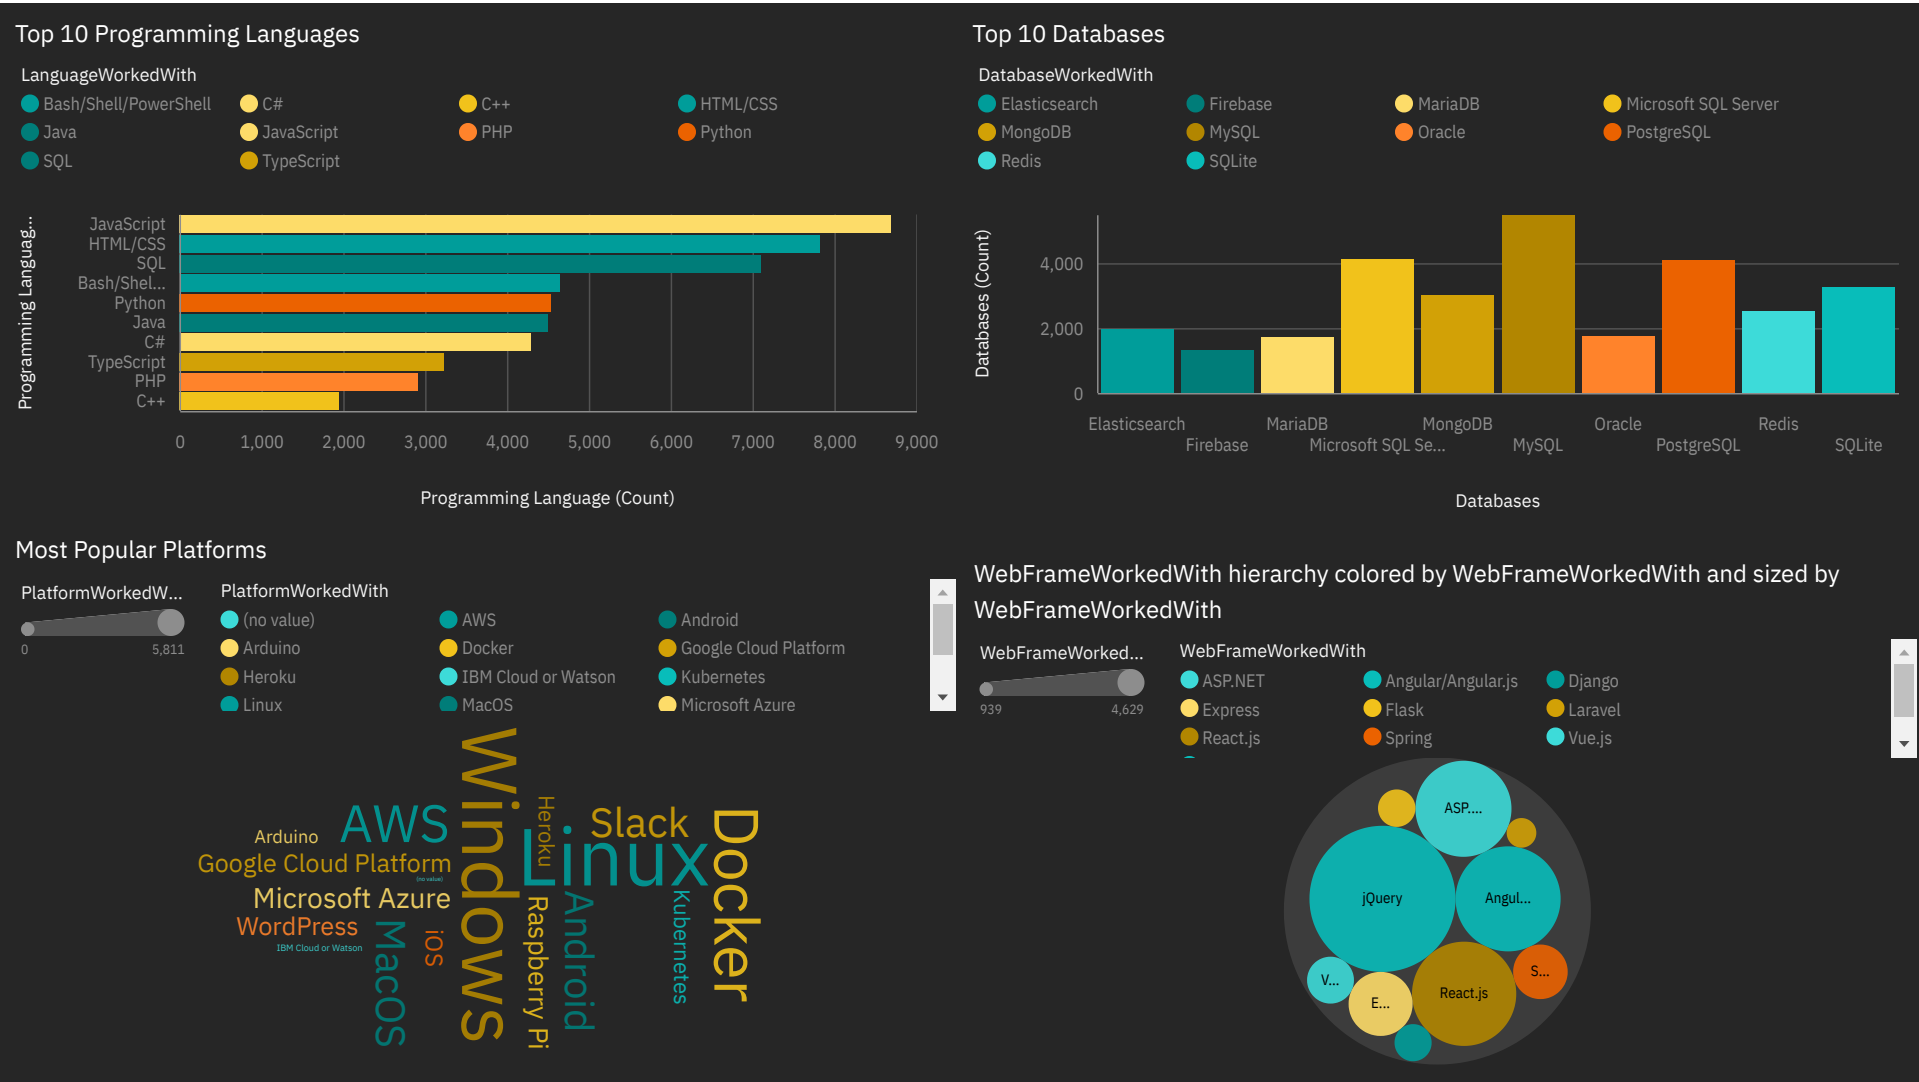 Top 10 Programming Languages
LanguageWorkedWith
Bash/Shell/PowerShell C# C++ HTML/CSS
Java JavaScript PHP Python
SQL TypeScript
Programming Languag...
JavaScript
HTML/CSS
SQL
Bash/Shel...
Python
Java
C#
TypeScript
PHP
C++
0 1,000 2,000 3,000 4,000 5,000 6,000 7,000 8,000 9,000
Programming Language (Count)
Top 10 Databases
DatabaseWorkedWith
Elasticsearch Firebase MariaDB Microsoft SQL Server
MongoDB MySQL Oracle PostgreSQL
Redis SQLite
Databases (Count)
4,000
2,000
0
Elasticsearch MariaDB MongoDB Oracle Redis
Firebase Microsoft SQL Se... MySQL PostgreSQL SQLite
Databases
Most Popular Platforms
PlatformWorkedW...
0 5,811
PlatformWorkedWith
(no value) AWS Android
Arduino Docker Google Cloud Platform
Heroku IBM Cloud or Watson Kubernetes
Linux MacOS Microsoft Azure
Windows
Heroku
Slack
Docker
AWS
Arduino
Linux
Google Cloud Platform
(no value)
Microsoft Azure
WordPress
IBM Cloud or Watson
MacOS
iOS
Raspberry Pi
Android
Kubernetes
WebFrameWorkedWith hierarchy colored by WebFrameWorkedWith and sized by
WebFrameWorkedWith
WebFrameWorked...
939 4,629
WebFrameWorkedWith
ASP.NET Angular/Angular.js Django
Express Flask Laravel
React.js Spring Vue.js
ASP....
jQuery
Angul...
V...
E...
React.js
S...